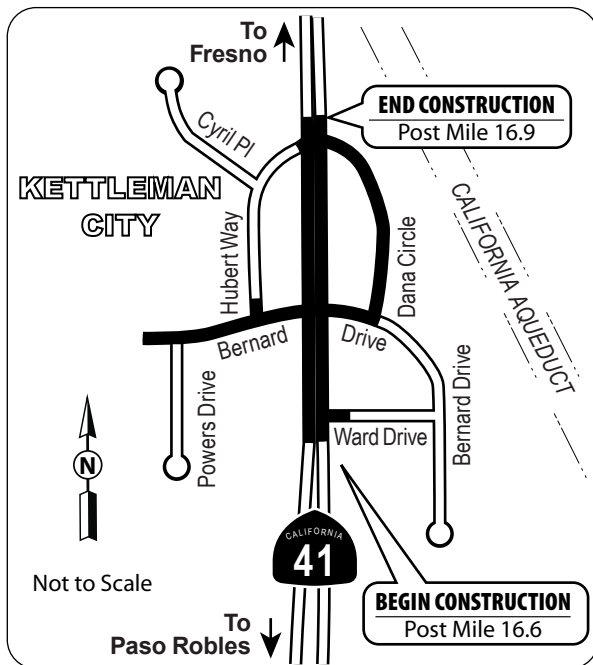 To
Fresno
END CONSTRUCTION
Post Mile 16.9
Cyril Pl
KETTLEMAN
CITY
CALIFORNIA AQUEDUCT
Hubert Way
Dana Circle
Bernard Drive
Powers Drive
Ward Drive
Bernard Drive
N
CALIFORNIA
41
Not to Scale
BEGIN CONSTRUCTION
Post Mile 16.6
To
Paso Robles